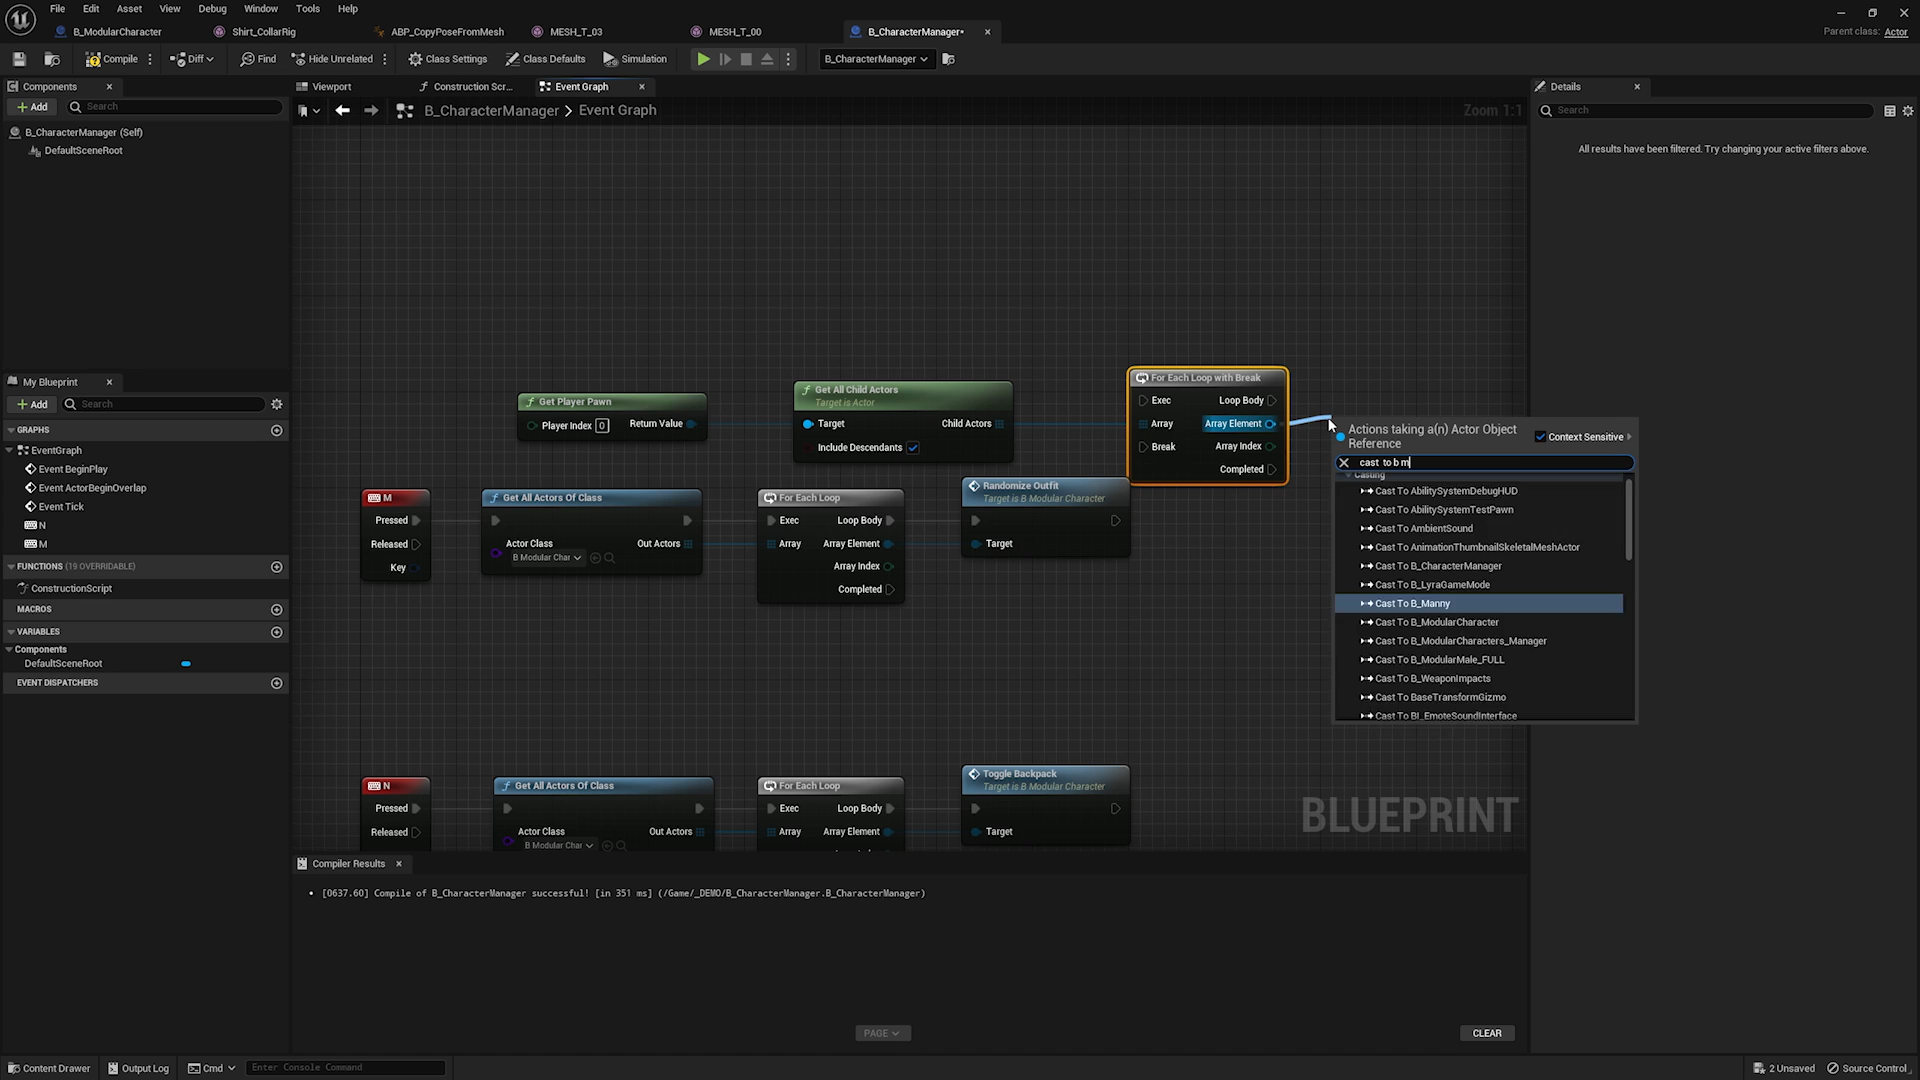 File Edit Asset View Debug Window Tools Help
B_ModularCharacter Shirt_CollarRig ABP_CopyPoseFromMesh MESH_T_03 MESH_T_00 B_CharacterManager•
Parent class: Actor
Compile Diff Find Hide Unrelated Class Settings Class Defaults Simulation B_CharacterManager
Components
Add Search
B_CharacterManager (Self)
DefaultSceneRoot
Viewport Construction Scr... Event Graph
B_CharacterManager > Event Graph
Zoom 1:1
Details
Search
All results have been filtered. Try changing your active filters above.
My Blueprint
Add Search
GRAPHS
EventGraph
Event BeginPlay
Event ActorBeginOverlap
Event Tick
N
M
FUNCTIONS (19 OVERRIDABLE)
ConstructionScript
MACROS
VARIABLES
Components
DefaultSceneRoot
EVENT DISPATCHERS
Get Player Pawn
Player Index 0 Return Value
Get All Child Actors
Target is Actor
Target Child Actors
Include Descendants
For Each Loop with Break
Exec Loop Body
Array Array Element
Break Array Index
Completed
M
Pressed
Released
Key
Get All Actors Of Class
Actor Class Out Actors
B Modular Char
For Each Loop
Exec Loop Body
Array Array Element
Array Index
Completed
Randomize Outfit
Target is B Modular Character
Target
Actions taking a(n) Actor Object
Reference
Context Sensitive
cast to b m
Casting
Cast To AbilitySystemDebugHUD
Cast To AbilitySystemTestPawn
Cast To AmbientSound
Cast To AnimationThumbnailSkeletalMeshActor
Cast To B_CharacterManager
Cast To B_LyraGameMode
Cast To B_Manny
Cast To B_ModularCharacter
Cast To B_ModularCharacters_Manager
Cast To B_ModularMale_FULL
Cast To B_WeaponImpacts
Cast To BaseTransformGizmo
Cast To BI_EmoteSoundInterface
N
Pressed
Released
Get All Actors Of Class
Actor Class Out Actors
B Modular Char
For Each Loop
Exec Loop Body
Array Array Element
Toggle Backpack
Target is B Modular Character
Target
BLUEPRINT
Compiler Results
• [0637.60] Compile of B_CharacterManager successful! [in 351 ms] (/Game/_DEMO/B_CharacterManager.B_CharacterManager)
PAGE
CLEAR
Content Drawer Output Log Cmd Enter Console Command
2 Unsaved Source Control